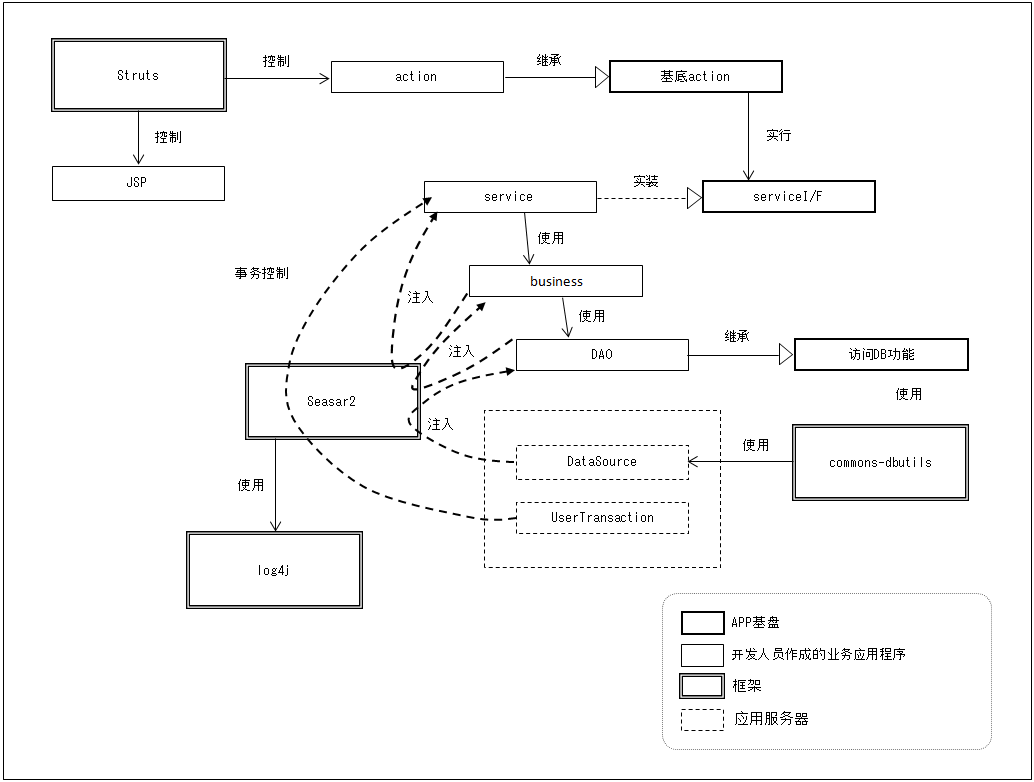 Struts
控制
action
继承
基底action
控制
实行
JSP
service
实装
serviceI/F
使用
事务控制
business
注入
使用
注入
DAO
继承
访问DB功能
Seasar2
使用
注入
DataSource
使用
commons-dbutils
使用
UserTransaction
log4j
APP基盘
开发人员作成的业务应用程序
框架
应用服务器